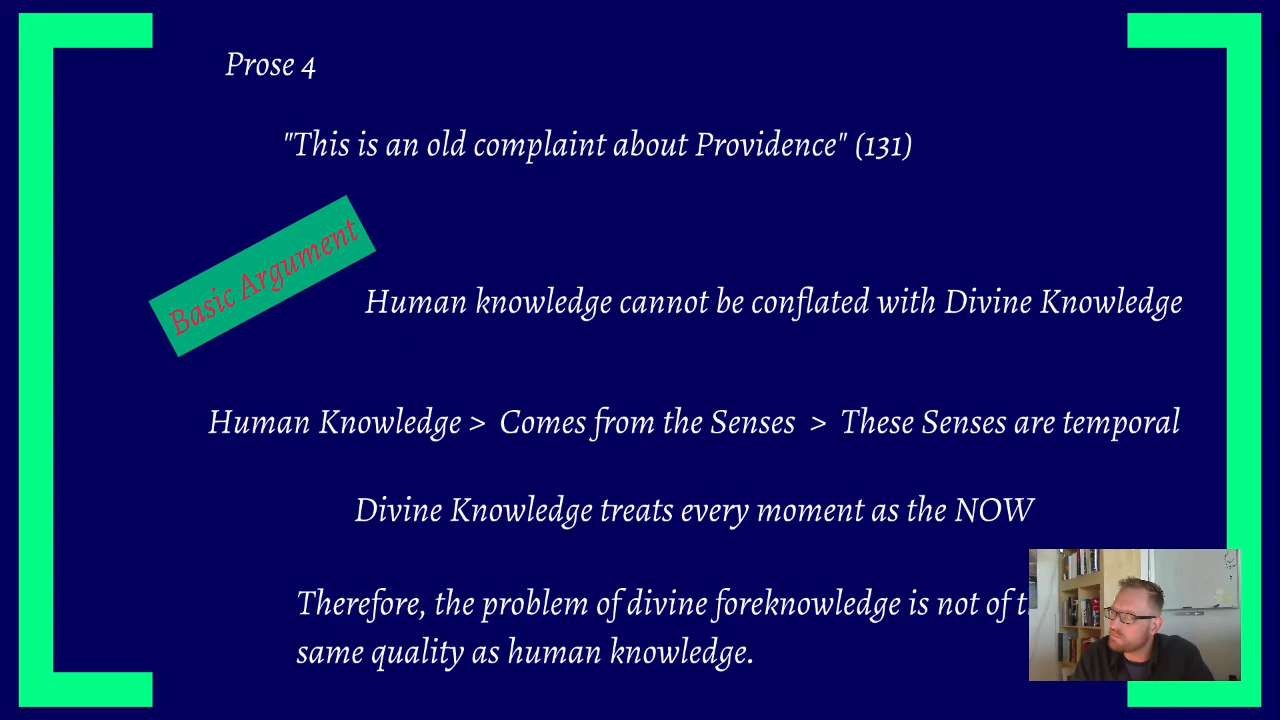 Prose 4
"This is an old complaint about Providence" (131)
Basic Argument
Human knowledge cannot be conflated with Divine Knowledge
Human Knowledge > Comes from the Senses > These Senses are temporal
Divine Knowledge treats every moment as the NOW
Therefore, the problem of divine foreknowledge is not of
same quality as human knowledge.